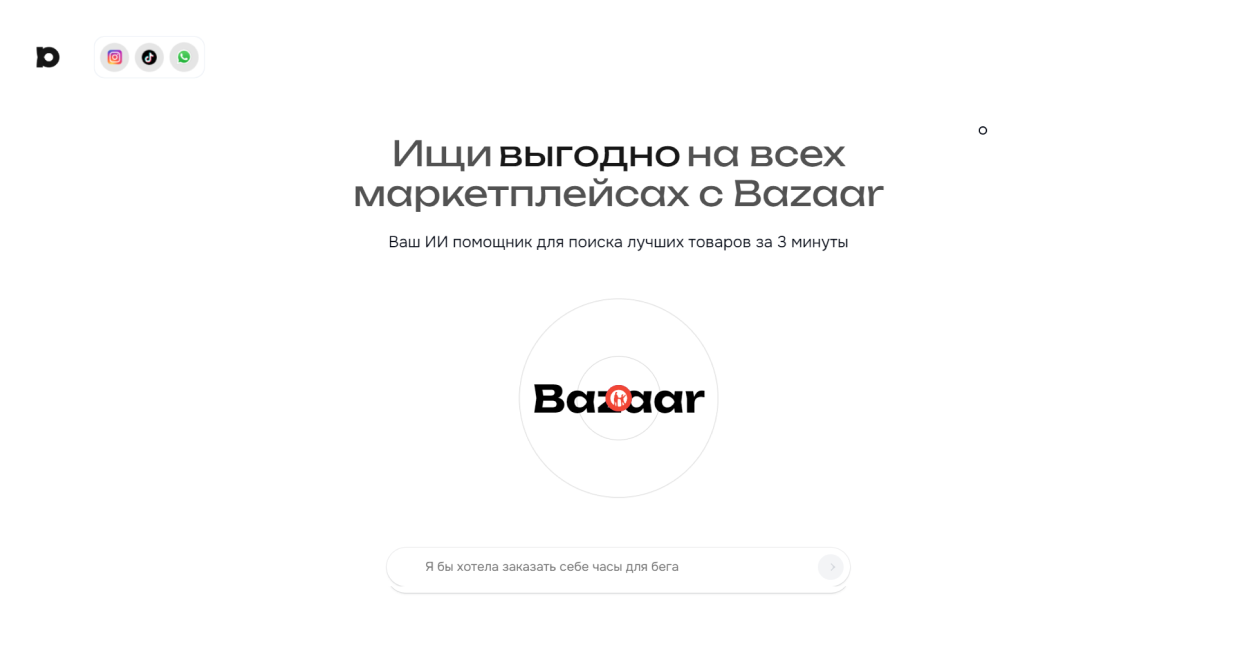 Ищи выгодно на всех
маркетплейсах с Bazaar
Ваш ИИ помощник для поиска лучших товаров за 3 минуты
Bazaar
Я бы хотела заказать себе часы для бега